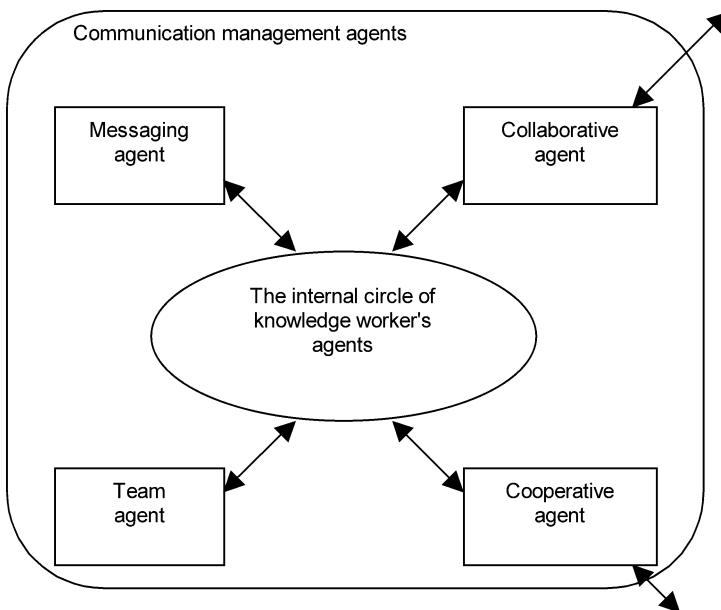 Communication management agents
Messaging
agent
Collaborative
agent
The internal circle of
knowledge worker's
agents
Team
agent
Cooperative
agent